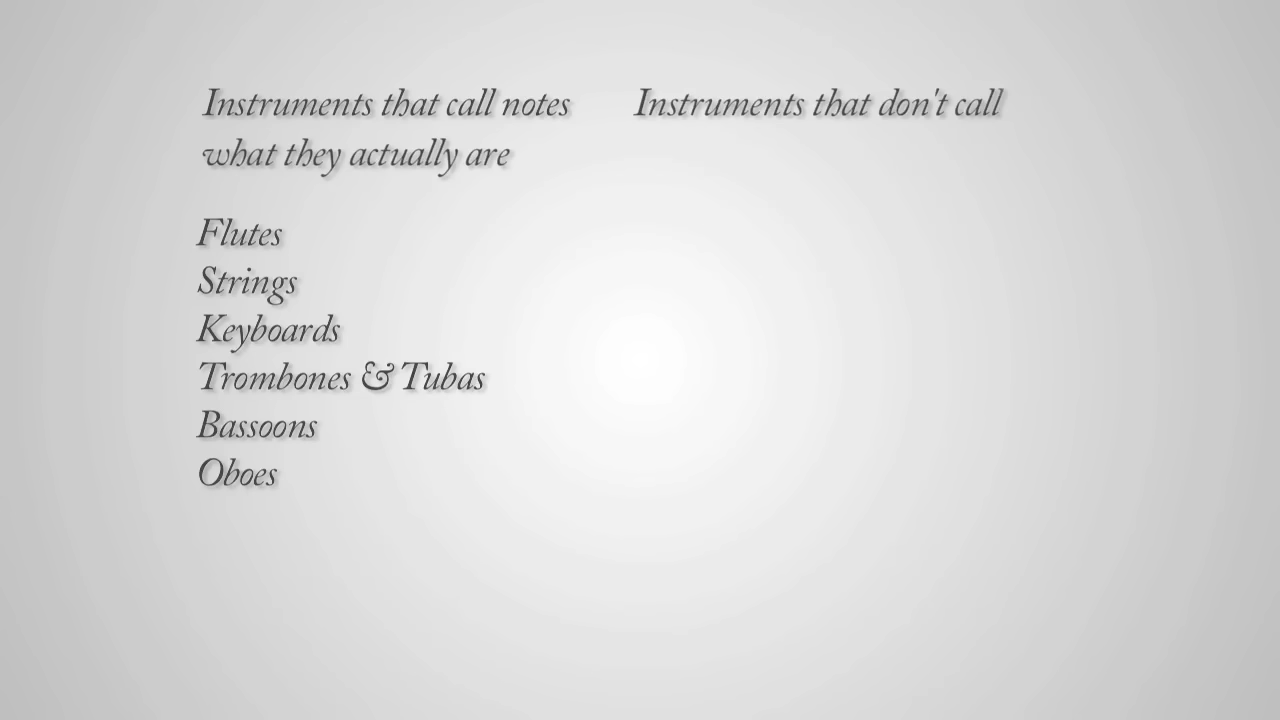 Instruments that call notes
what they actually are
Instruments that don't call
Flutes
Strings
Keyboards
Trombones & Tubas
Bassoons
Oboes